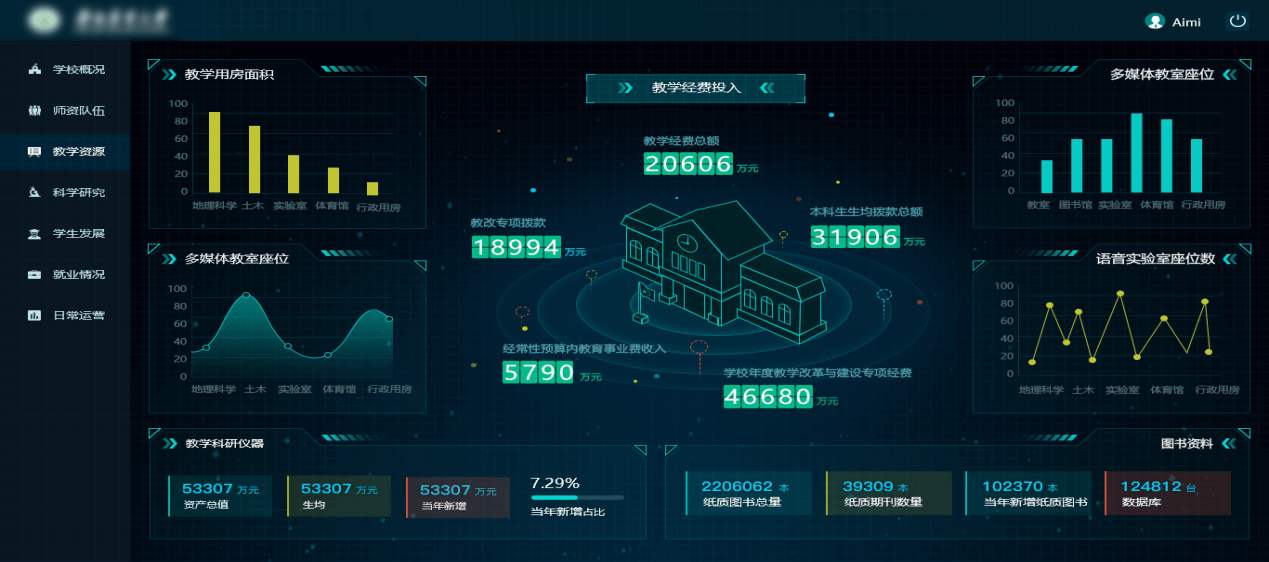 Aimi
学校概况
师资队伍
教学资源
科学研究
学生发展
就业情况
日常运营
教学用房面积
100
80
60
40
20
0
地理科学 土木 实验室 体育馆 行政用房
多媒体教室座位
100
80
60
40
20
0
地理科学 土木 实验室 体育馆 行政用房
教学经费投入
教学经费总额
20606 万元
教改专项拨款
18994 万元
本科生生均拨款总额
31906 万元
经常性预算内教育事业费收入
5790 万元
学校年度教学改革与建设专项经费
46680 万元
多媒体教室座位
100
80
60
40
20
0
教室 图书馆 实验室 体育馆 行政用房
语音实验室座位数
100
80
60
40
20
0
地理科学 土木 实验室 体育馆 行政用房
教学科研仪器
53307 万元
资产总值
53307 万元
生均
53307 万元
当年新增
7.29%
当年新增占比
图书资料
2206062 本
纸质图书总量
39309 本
纸质期刊数量
102370 本
当年新增纸质图书
124812 台
数据库